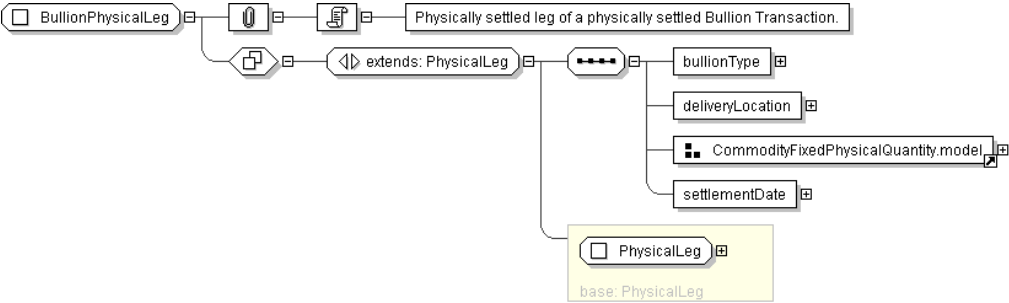 BullionPhysicalLeg
Physically settled leg of a physically settled Bullion Transaction.
extends: PhysicalLeg
bullionType
deliveryLocation
CommodityFixedPhysicalQuantity.model
settlementDate
PhysicalLeg
base: PhysicalLeg